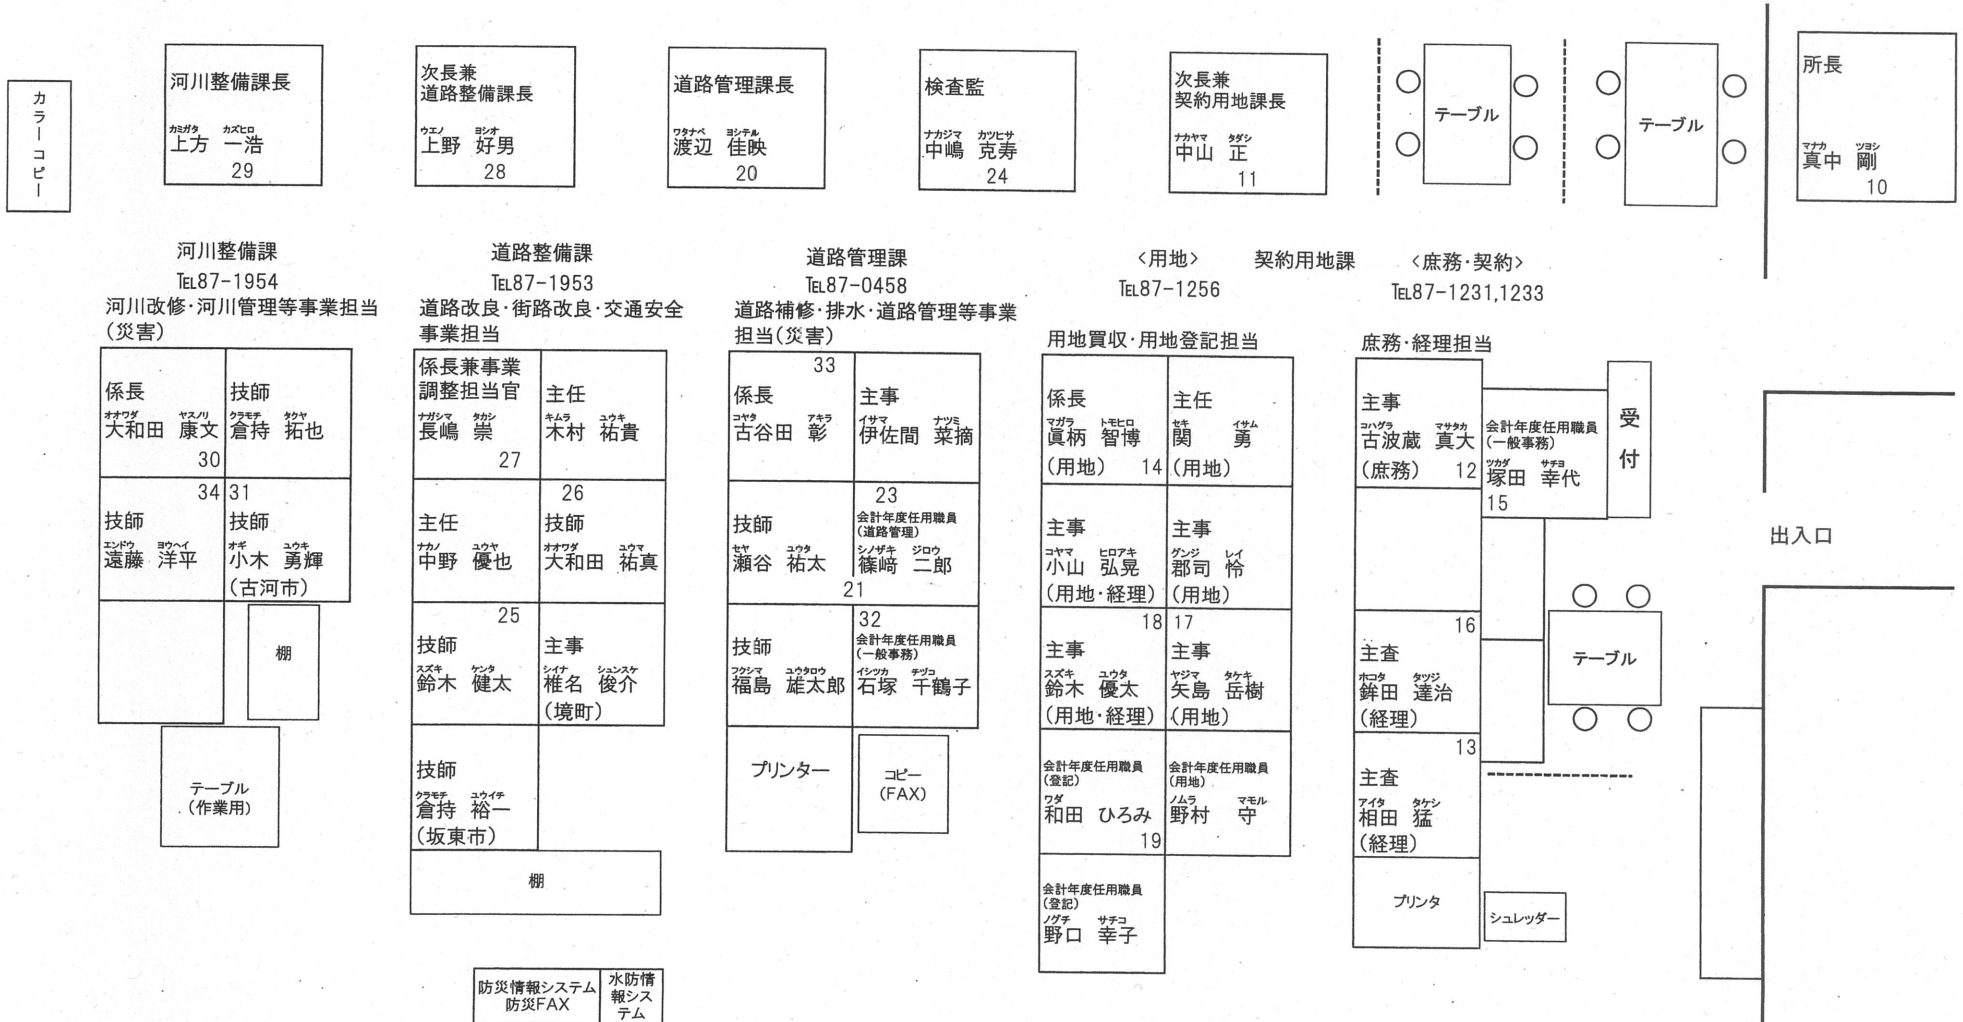 カラーコピー
河川整備課長
カミガタ カズヒロ
上方 一浩
29
次長兼
道路整備課長
ウエノ ヨシオ
上野 好男
28
道路管理課長
ワタナベ ヨシテル
渡辺 佳映
20
検査監
ナカジマ カツヒサ
中嶋 克寿
24
次長兼
契約用地課長
ナカヤマ タダシ
中山 正
11
テーブル
テーブル
所長
マナカ ツヨシ
真中 剛
10
河川整備課
℡87-1954
河川改修・河川管理等事業担当
(災害)
係長
オオワダ ヤスノリ
大和田 康文
30
技師
クラモチ タクヤ
倉持 拓也
34
技師
エンドウ ヨウヘイ
遠藤 洋平
31
技師
オギ ユウキ
小木 勇輝
(古河市)
棚
テーブル
(作業用)
道路整備課
℡87-1953
道路改良・街路改良・交通安全
事業担当
係長兼事業
調整担当官
ナガシマ タカシ
長嶋 崇
27
主任
キムラ ユウキ
木村 祐貴
主任
ナカノ ユウヤ
中野 優也
26
技師
オオワダ ユウマ
大和田 祐真
25
技師
スズキ ケンタ
鈴木 健太
主事
シイナ シュンスケ
椎名 俊介
(境町)
技師
クラモチ ユウイチ
倉持 裕一
(坂東市)
棚
防災情報システム
防災FAX
水防情
報シス
テム
道路管理課
℡87-0458
道路補修・排水・道路管理等事業
担当(災害)
33
係長
コヤタ アキラ
古谷田 彰
主事
イサマ ナツミ
伊佐間 菜摘
技師
セヤ ユウタ
瀬谷 祐太
23
会計年度任用職員
(道路管理)
シノザキ ジロウ
篠﨑 二郎
21
技師
フクシマ ユウタロウ
福島 雄太郎
32
会計年度任用職員
(一般事務)
イシツカ チヅコ
石塚 千鶴子
プリンター
コピー
(FAX)
<用地> 契約用地課 <庶務・契約>
℡87-1256
℡87-1231,1233
用地買収・用地登記担当
係長
マガラ トモヒロ
眞柄 智博
(用地) 14
主任
セキ イサム
関 勇
(用地)
主事
コヤマ ヒロアキ
小山 弘晃
(用地・経理)
主事
グンジ レイ
郡司 怜
(用地)
18
主事
スズキ ユウタ
鈴木 優太
(用地・経理)
17
主事
ヤジマ タケキ
矢島 岳樹
(用地)
会計年度任用職員
(登記)
ワダ
和田 ひろみ
19
会計年度任用職員
(用地)
ノムラ マモル
野村 守
会計年度任用職員
(登記)
ノグチ サチコ
野口 幸子
庶務・経理担当
主事
コハグラ マサタカ
古波蔵 真大
(庶務) 12
会計年度任用職員
(一般事務)
ツカダ サチヨ
塚田 幸代
15
受付
16
主査
ホコタ タツジ
鉾田 達治
(経理)
13
主査
アイタ タケシ
相田 猛
(経理)
プリンタ
シュレッダー
テーブル
出入口